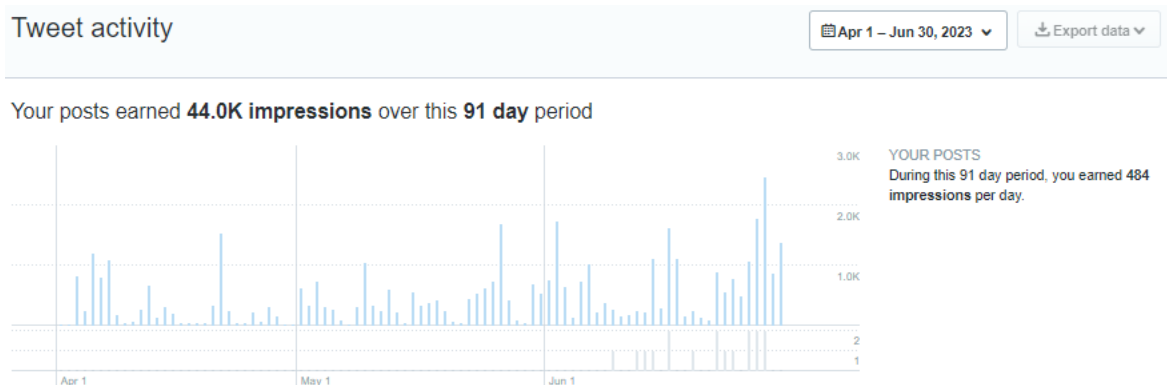 Tweet activity
Apr 1 – Jun 30, 2023
Export data
Your posts earned 44.0K impressions over this 91 day period
3.0K
2.0K
1.0K
2
1
Apr 1
May 1
Jun 1
YOUR POSTS
During this 91 day period, you earned 484
impressions per day.